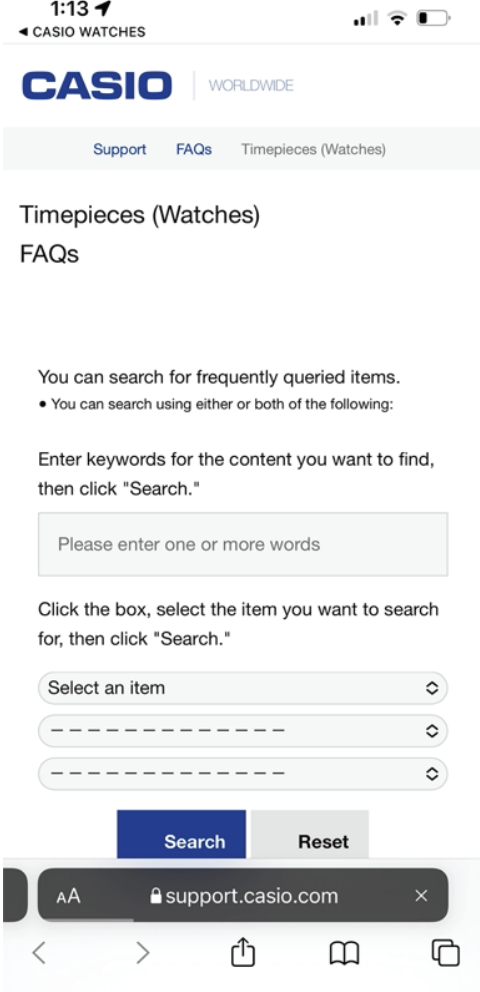 1:13
◀ CASIO WATCHES
CASIO WORLDWIDE
Support FAQs Timepieces (Watches)
Timepieces (Watches)
FAQs
You can search for frequently queried items.
• You can search using either or both of the following:
Enter keywords for the content you want to find,
then click "Search."
Please enter one or more words
Click the box, select the item you want to search
for, then click "Search."
Select an item
– – – – – – – – – – – – –
– – – – – – – – – – – – –
Search Reset
AA support.casio.com